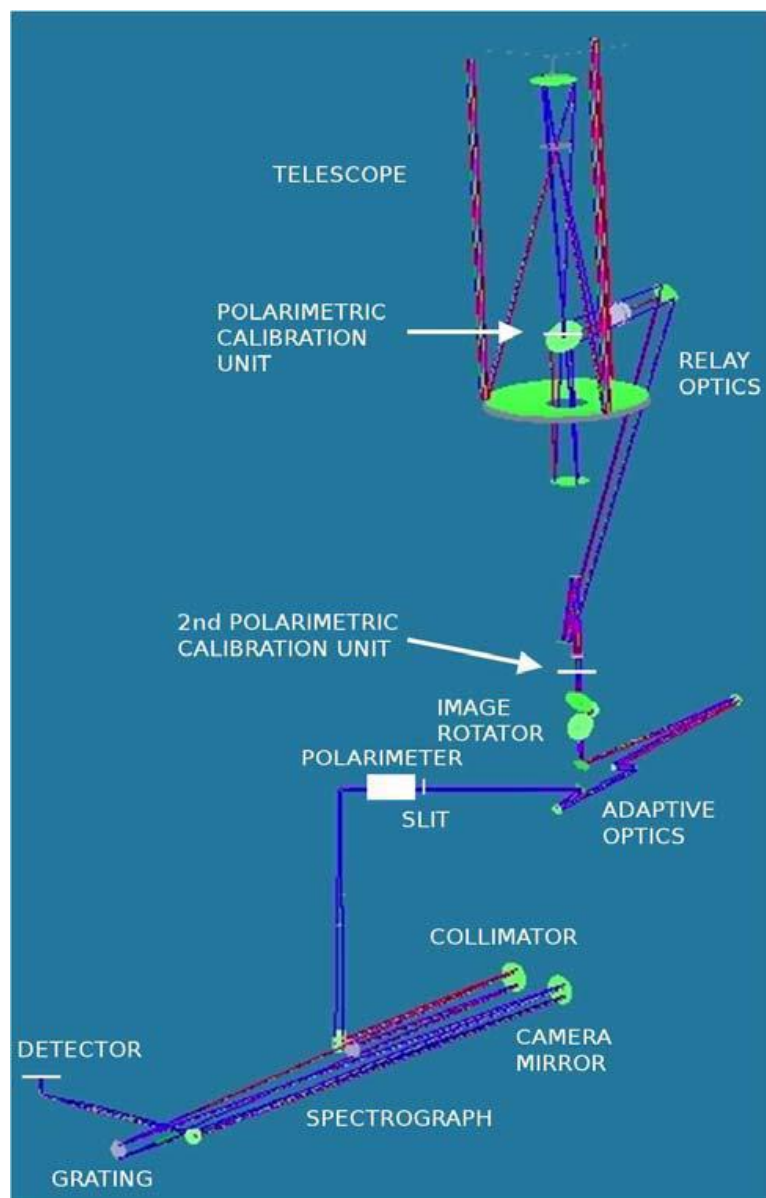 TELESCOPE
POLARIMETRIC
CALIBRATION
UNIT
RELAY
OPTICS
2nd POLARIMETRIC
CALIBRATION UNIT
IMAGE
ROTATOR
POLARIMETER
SLIT
ADAPTIVE
OPTICS
COLLIMATOR
CAMERA
MIRROR
DETECTOR
SPECTROGRAPH
GRATING